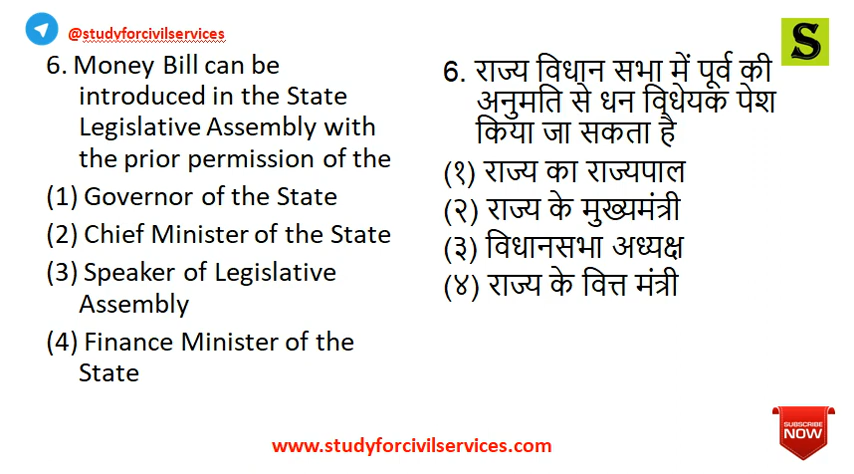 @studyforcivilservices
S
6. Money Bill can be
introduced in the State
Legislative Assembly with
the prior permission of the
(1) Governor of the State
(2) Chief Minister of the State
(3) Speaker of Legislative
Assembly
(4) Finance Minister of the
State
6. राज्य विधान सभा में पूर्व की
अनुमति से धन विधेयक पेश
किया जा सकता है
(१) राज्य का राज्यपाल
(२) राज्य के मुख्यमंत्री
(३) विधानसभा अध्यक्ष
(४) राज्य के वित्त मंत्री
SUBSCRIBE
NOW
www.studyforcivilservices.com